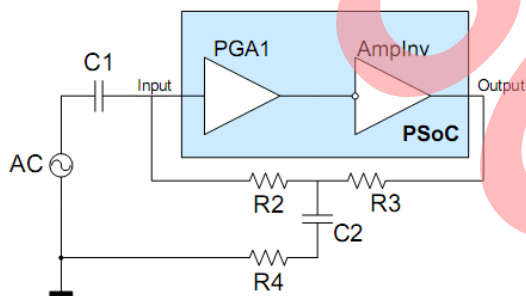 PGA1
AmpInv
C1
Input
Output
PSoC
AC
R2
R3
C2
R4